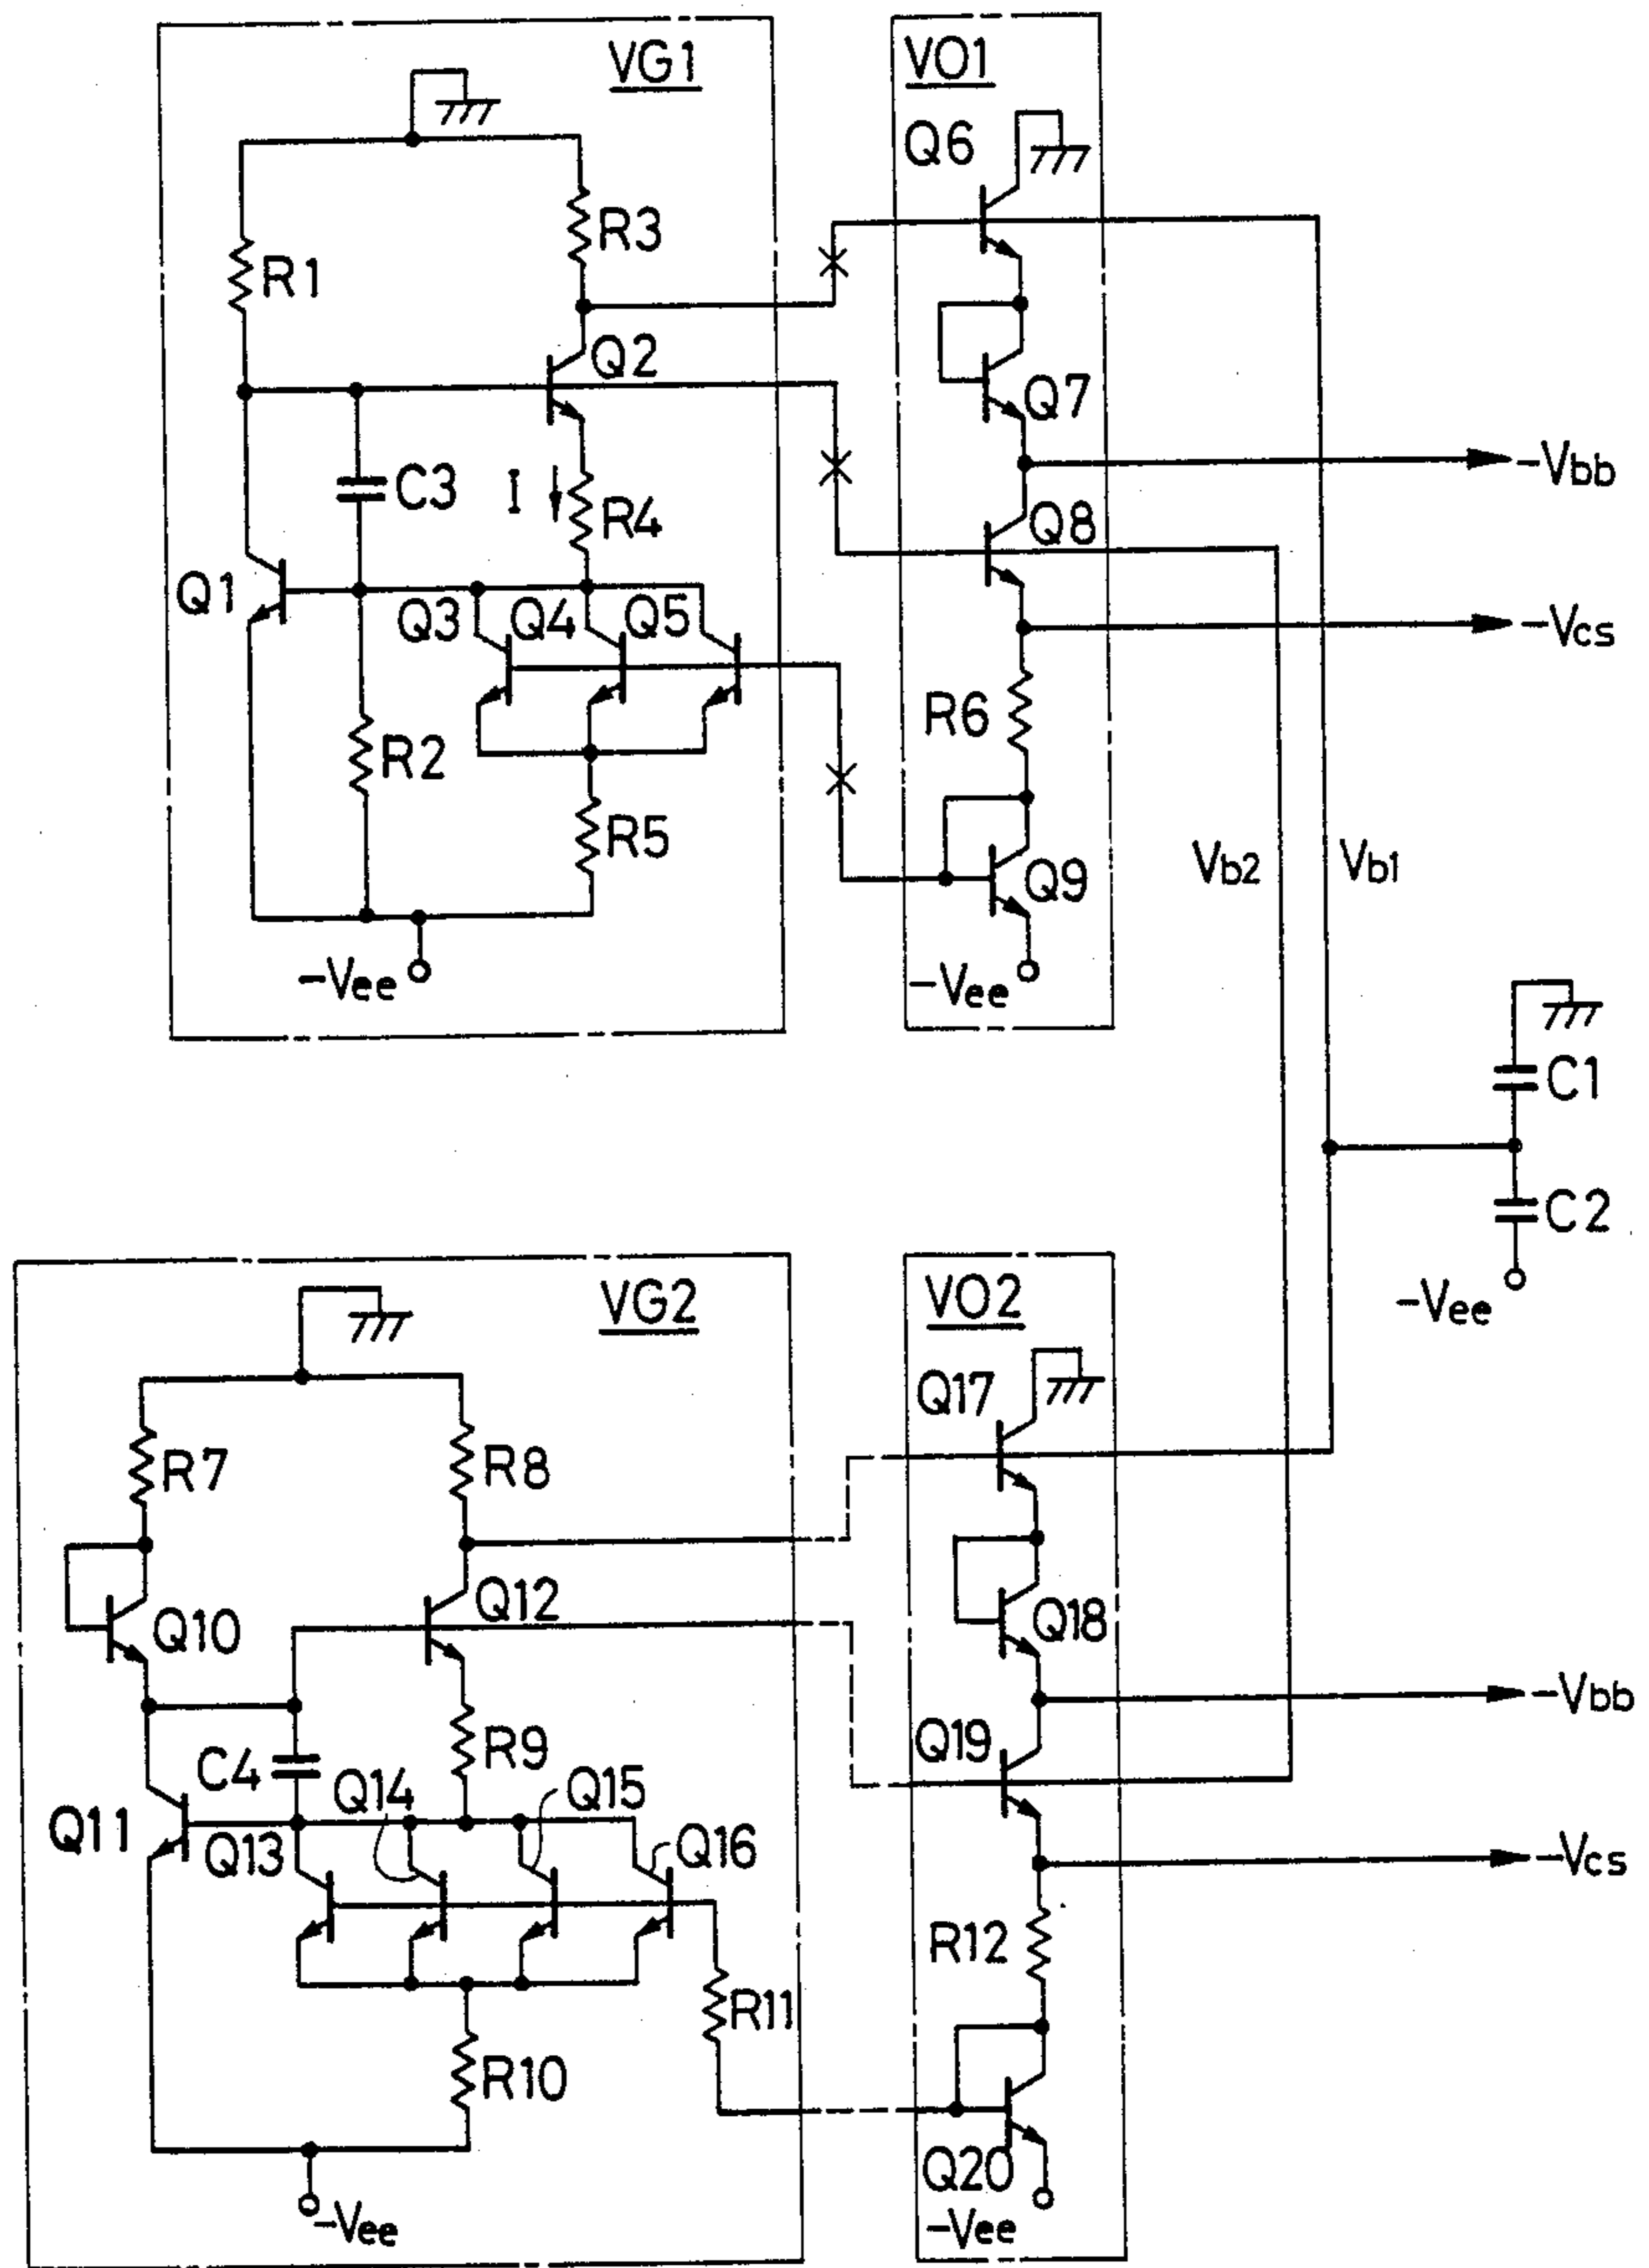 VG1
VO1
Q6
R3
R1
Q2
Q7
-Vbb
C3
I
R4
Q8
Q1
Q3
Q4
Q5
-Vcs
R6
R2
R5
Vb2
Vb1
Q9
-Vee
-Vee
C1
C2
-Vee
VG2
VO2
Q17
R7
R8
Q12
Q10
Q18
-Vbb
R9
Q19
C4
Q14
Q15
Q11
Q13
Q16
-Vcs
R12
R11
R10
Q20
-Vee
-Vee